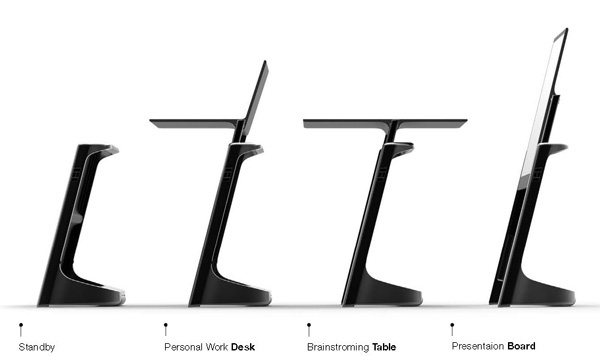 Standby
Personal Work Desk
Brainstroming Table
Presentaion Board